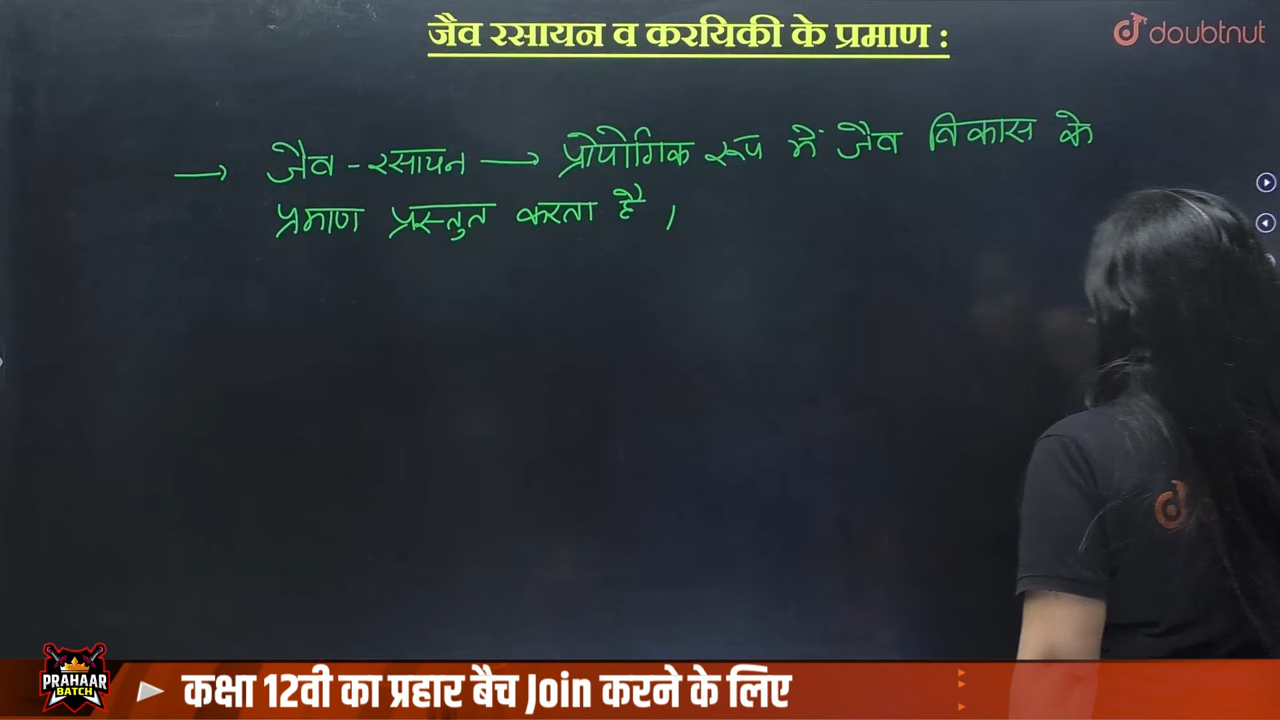 जैव रसायन व करयिकी के प्रमाण :
doubtnut
→ जैव - रसायन → प्रोयोगिक रूप में जैव विकास के
प्रमाण प्रस्तुत करता है ,
PRAHAAR
BATCH
कक्षा 12वी का प्रहार बैच Join करने के लिए